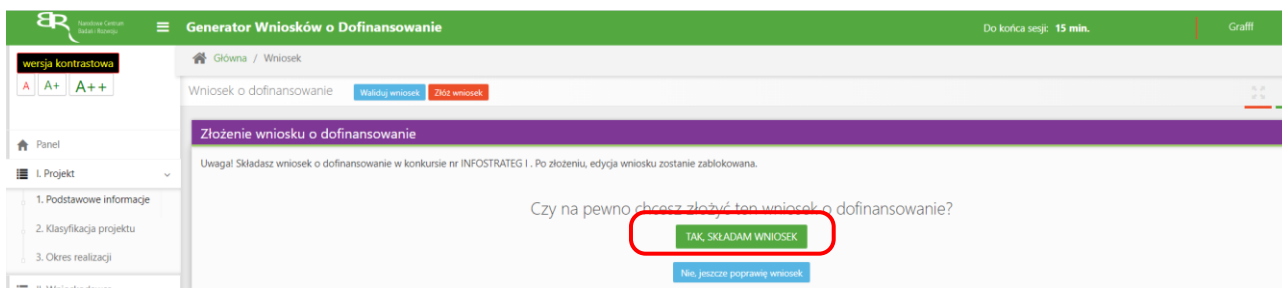 Narodowe Centrum
Badań i Rozwoju
Generator Wniosków o Dofinansowanie
Do końca sesji: 15 min.
Grafff
wersja kontrastowa
A A+ A++
Główna / Wniosek
Wniosek o dofinansowanie
Waliduj wniosek
Złóż wniosek
Panel
I. Projekt
1. Podstawowe informacje
2. Klasyfikacja projektu
3. Okres realizacji
Złożenie wniosku o dofinansowanie
Uwaga! Składasz wniosek o dofinansowanie w konkursie nr INFOSTRATEG I . Po złożeniu, edycja wniosku zostanie zablokowana.
Czy na pewno chcesz złożyć ten wniosek o dofinansowanie?
TAK, SKŁADAM WNIOSEK
Nie, jeszcze poprawię wniosek